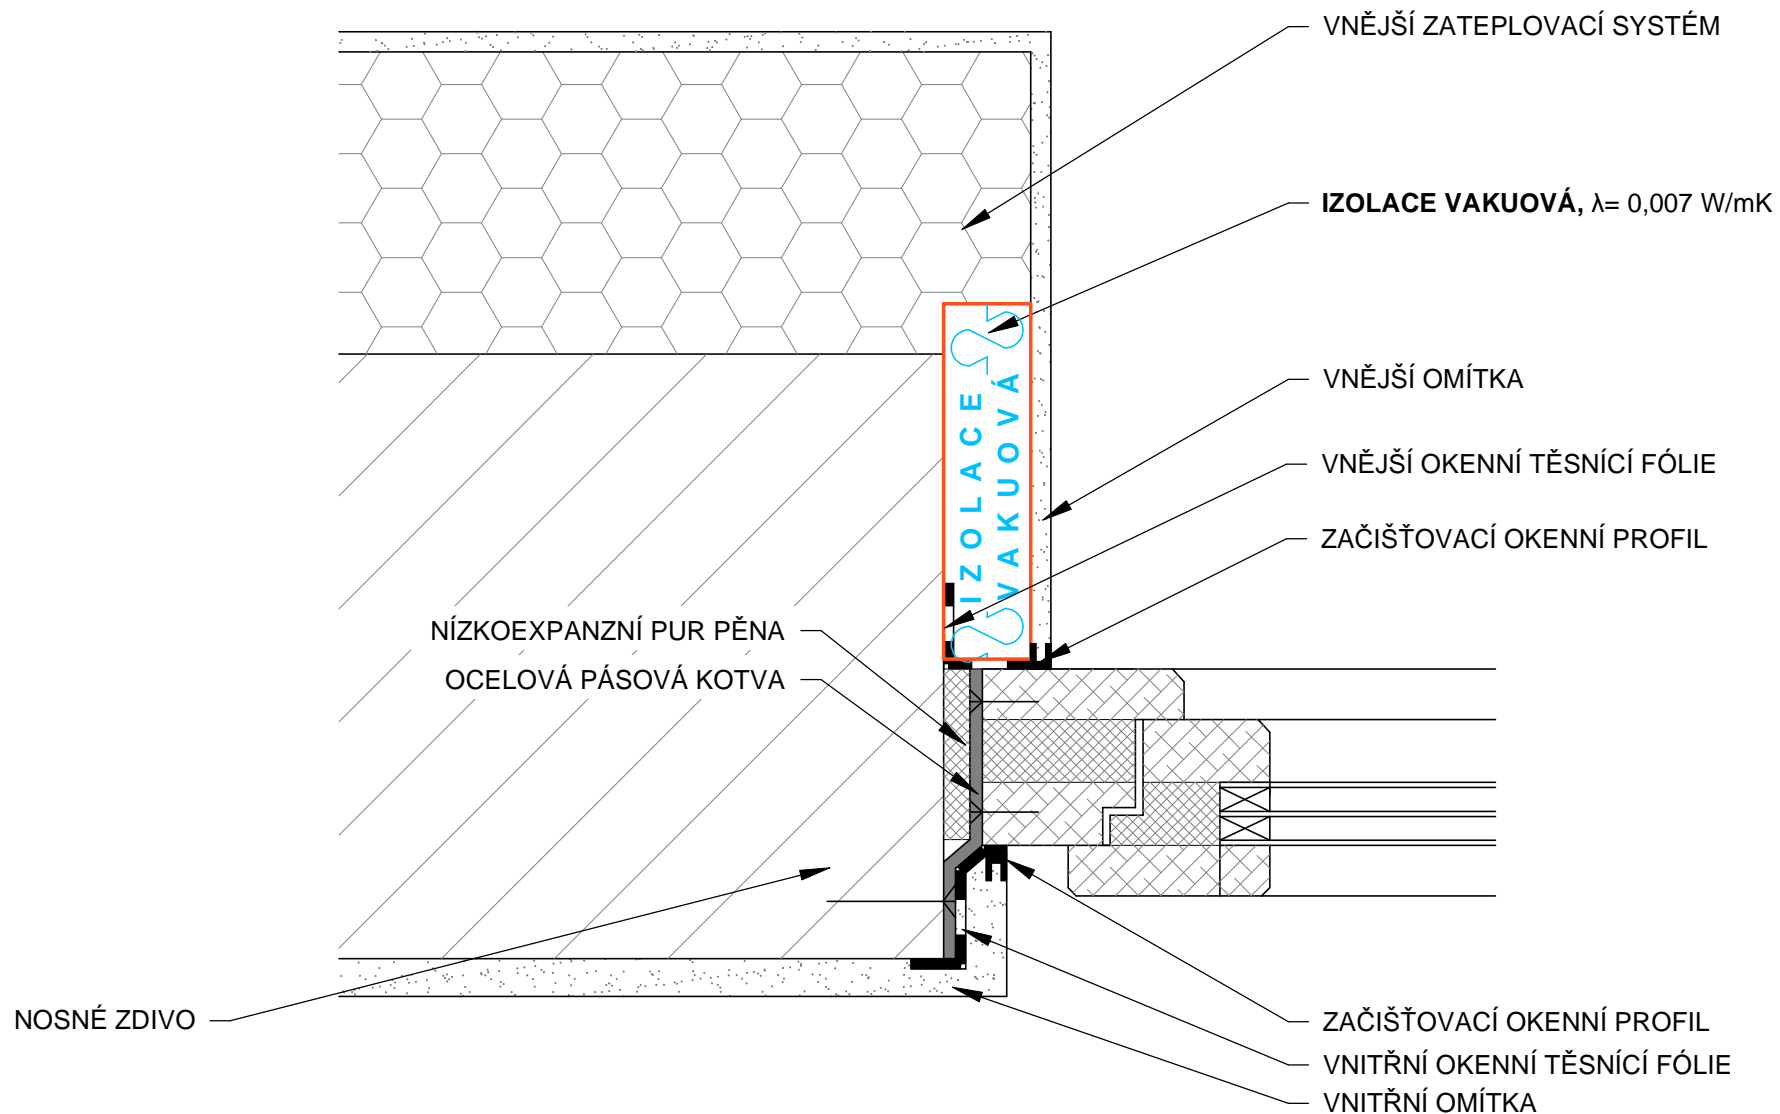 VNĚJŠÍ ZATEPLOVACÍ SYSTÉM
IZOLACE VAKUOVÁ, λ= 0,007 W/mK
VNĚJŠÍ OMÍTKA
IZOLACE
VAKUOVÁ
VNĚJŠÍ OKENNÍ TĚSNÍCÍ FÓLIE
ZAČIŠŤOVACÍ OKENNÍ PROFIL
NÍZKOEXPANZNÍ PUR PĚNA
OCELOVÁ PÁSOVÁ KOTVA
NOSNÉ ZDIVO
ZAČIŠŤOVACÍ OKENNÍ PROFIL
VNITŘNÍ OKENNÍ TĚSNÍCÍ FÓLIE
VNITŘNÍ OMÍTKA